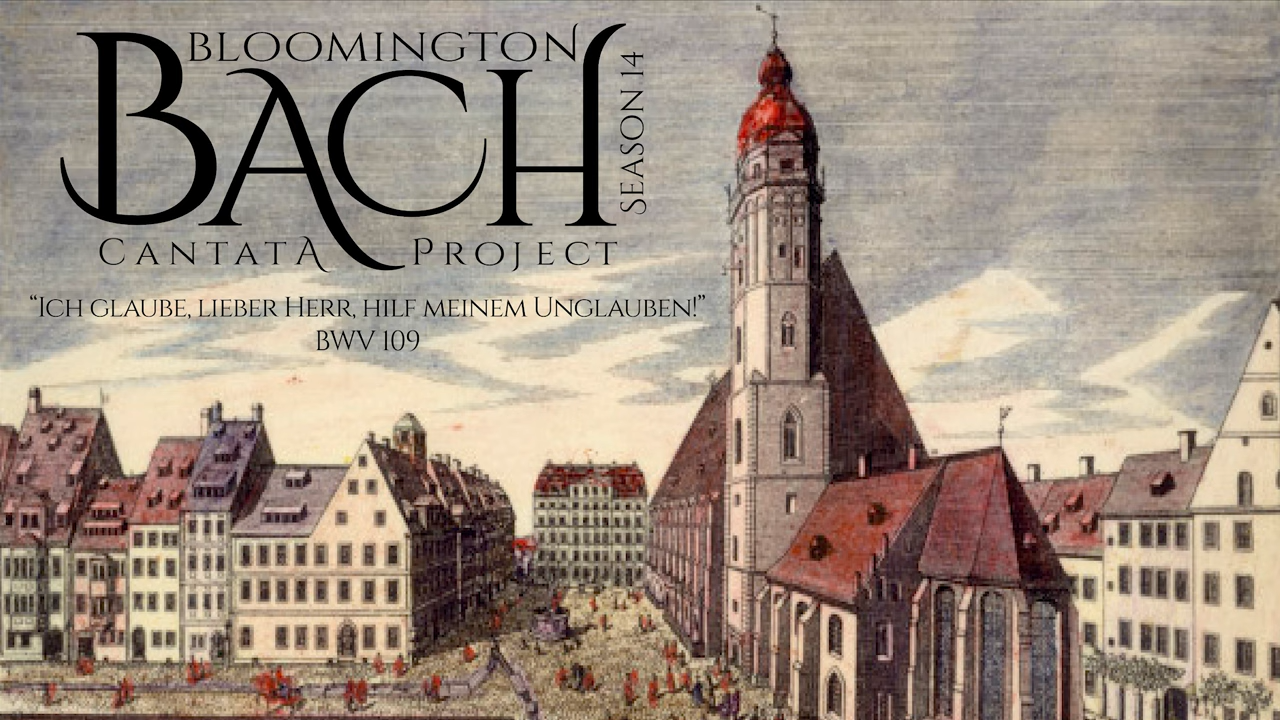 BLOOMINGTON
BACH
SEASON 14
CANTATA PROJECT
“ICH GLAUBE, LIEBER HERR, HILF MEINEM UNGLAUBEN!”
BWV 109